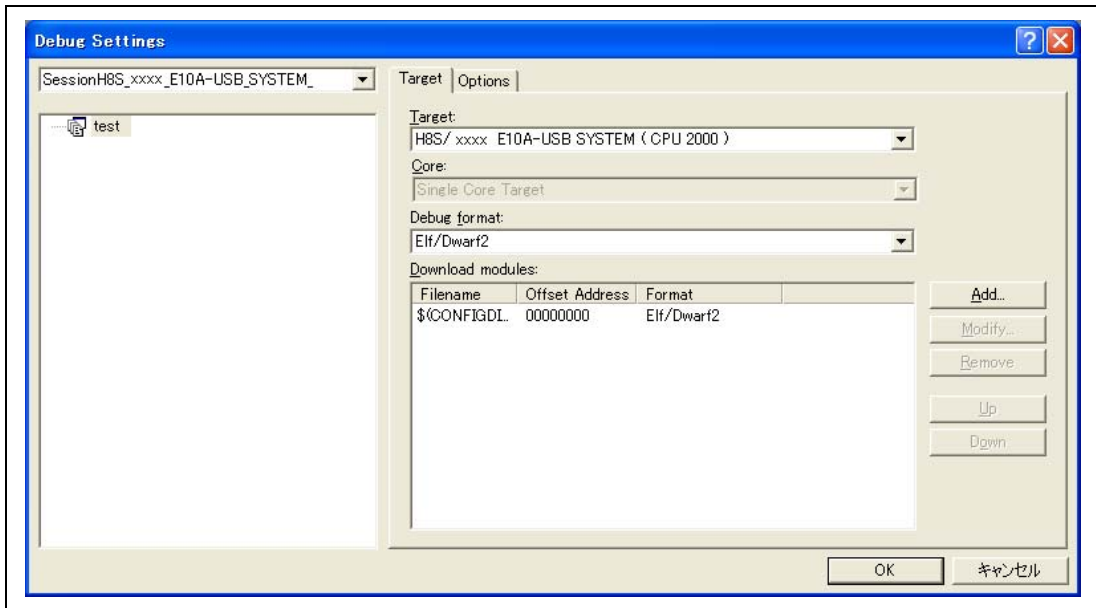 Debug Settings
SessionH8S_xxxx_E10A-USB_SYSTEM_
test
Target Options
Target:
H8S/ xxxx E10A-USB SYSTEM ( CPU 2000 )
Core:
Single Core Target
Debug format:
Elf/Dwarf2
Download modules:
Filename Offset Address Format
$(CONFIGDI.. 00000000 Elf/Dwarf2
Add...
Modify...
Remove
Up
Down
OK キャンセル